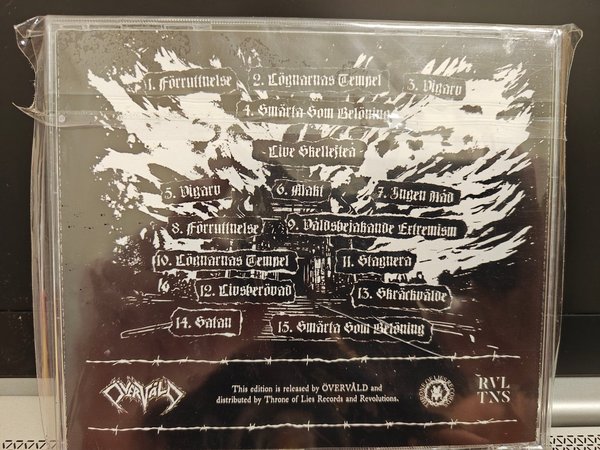 1. Förruttnelse 2. Lögnarnas Tempel 3. Vigarv
4. Smärta Som Belöning
-Live Skellefteå-
5. Vigarv 6. Makt 7. Ingen Nåd
8. Förruttnelse 9. Våldsbejakande Extremism
10. Lögnarnas Tempel 11. Stagnera
12. Livsberövad 13. Skräckvälde
14. Satan 15. Smärta Som Belöning
ÖVERVÅLD
This edition is released by ÖVERVÅLD and
distributed by Throne of Lies Records and Revolutions.
RVL
TNS